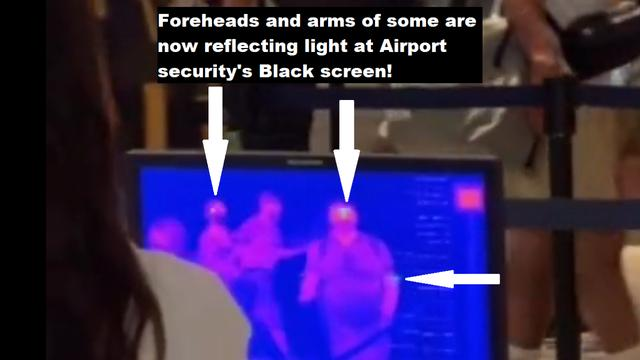 Foreheads and arms of some are
now reflecting light at Airport
security's Black screen!